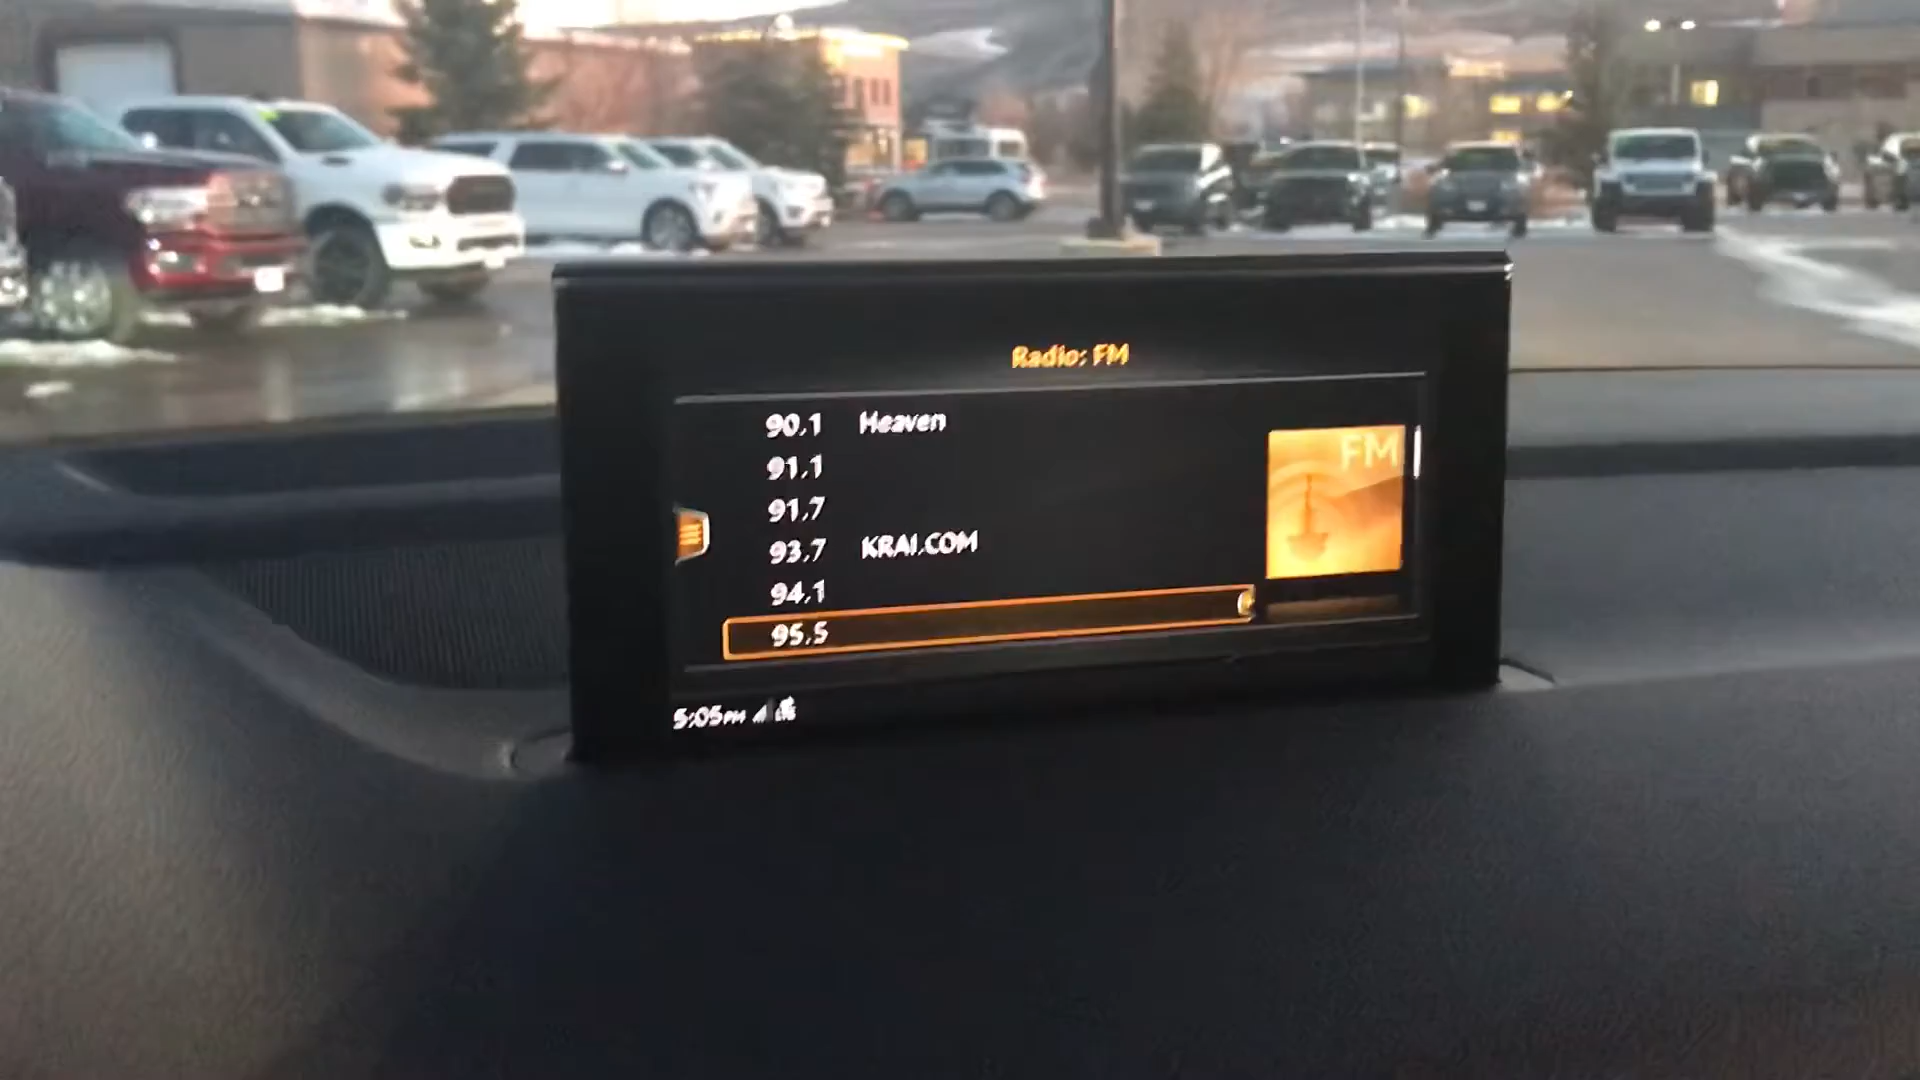 Radio: FM
90.1 Heaven
91.1
91.7
93.7 KRAI.COM
94.1
95.5
FM
5:05PM